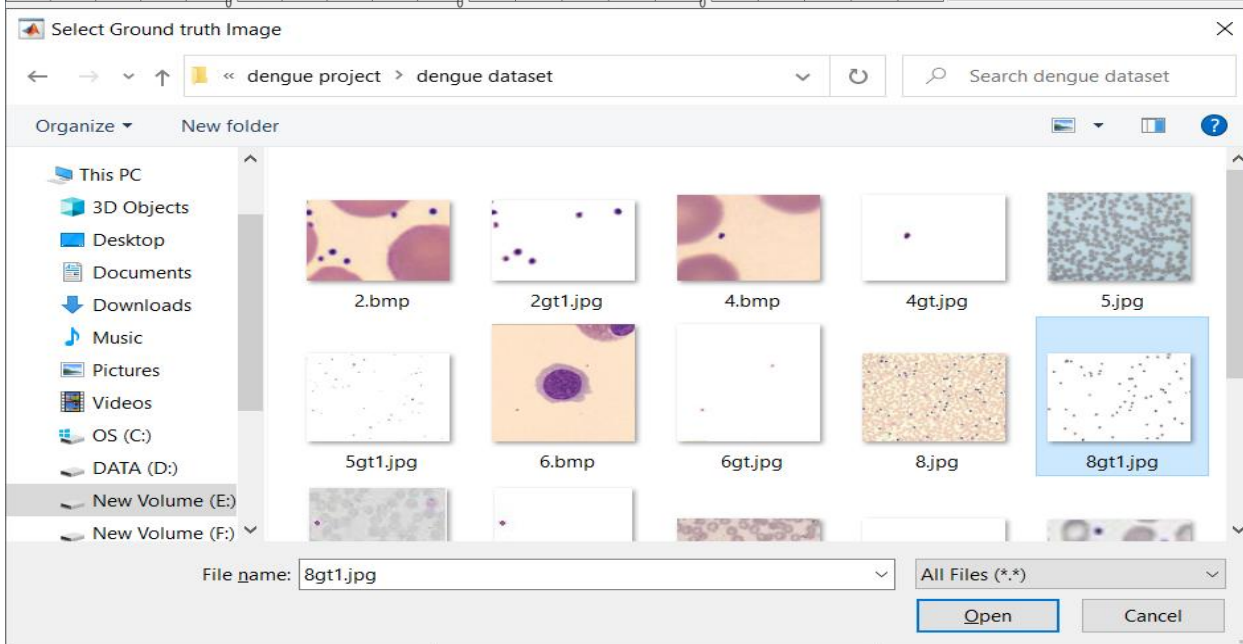 Select Ground truth Image
« dengue project > dengue dataset
Search dengue dataset
Organize
New folder
This PC
3D Objects
Desktop
Documents
Downloads
Music
Pictures
Videos
OS (C:)
DATA (D:)
New Volume (E:)
New Volume (F:)
2.bmp
2gt1.jpg
4.bmp
4gt.jpg
5.jpg
5gt1.jpg
6.bmp
6gt.jpg
8.jpg
8gt1.jpg
File name: 8gt1.jpg
All Files (*.*)
Open
Cancel